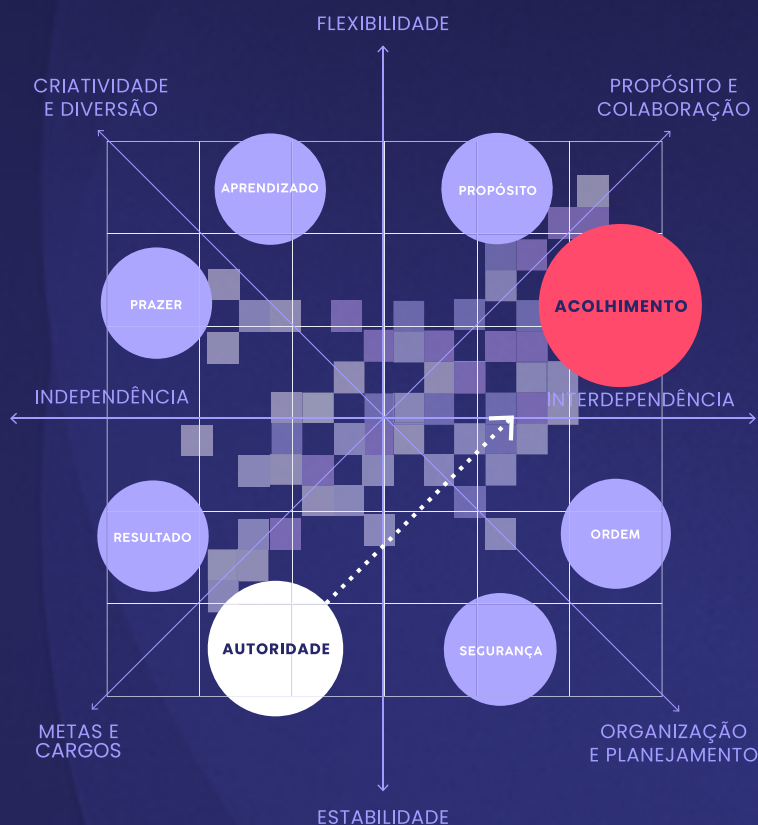 FLEXIBILIDADE
CRIATIVIDADE
E DIVERSÃO
PROPÓSITO E
COLABORAÇÃO
APRENDIZADO
PROPÓSITO
PRAZER
ACOLHIMENTO
INDEPENDÊNCIA
INTERDEPENDÊNCIA
RESULTADO
ORDEM
AUTORIDADE
SEGURANÇA
METAS E
CARGOS
ORGANIZAÇÃO
E PLANEJAMENTO
ESTABILIDADE